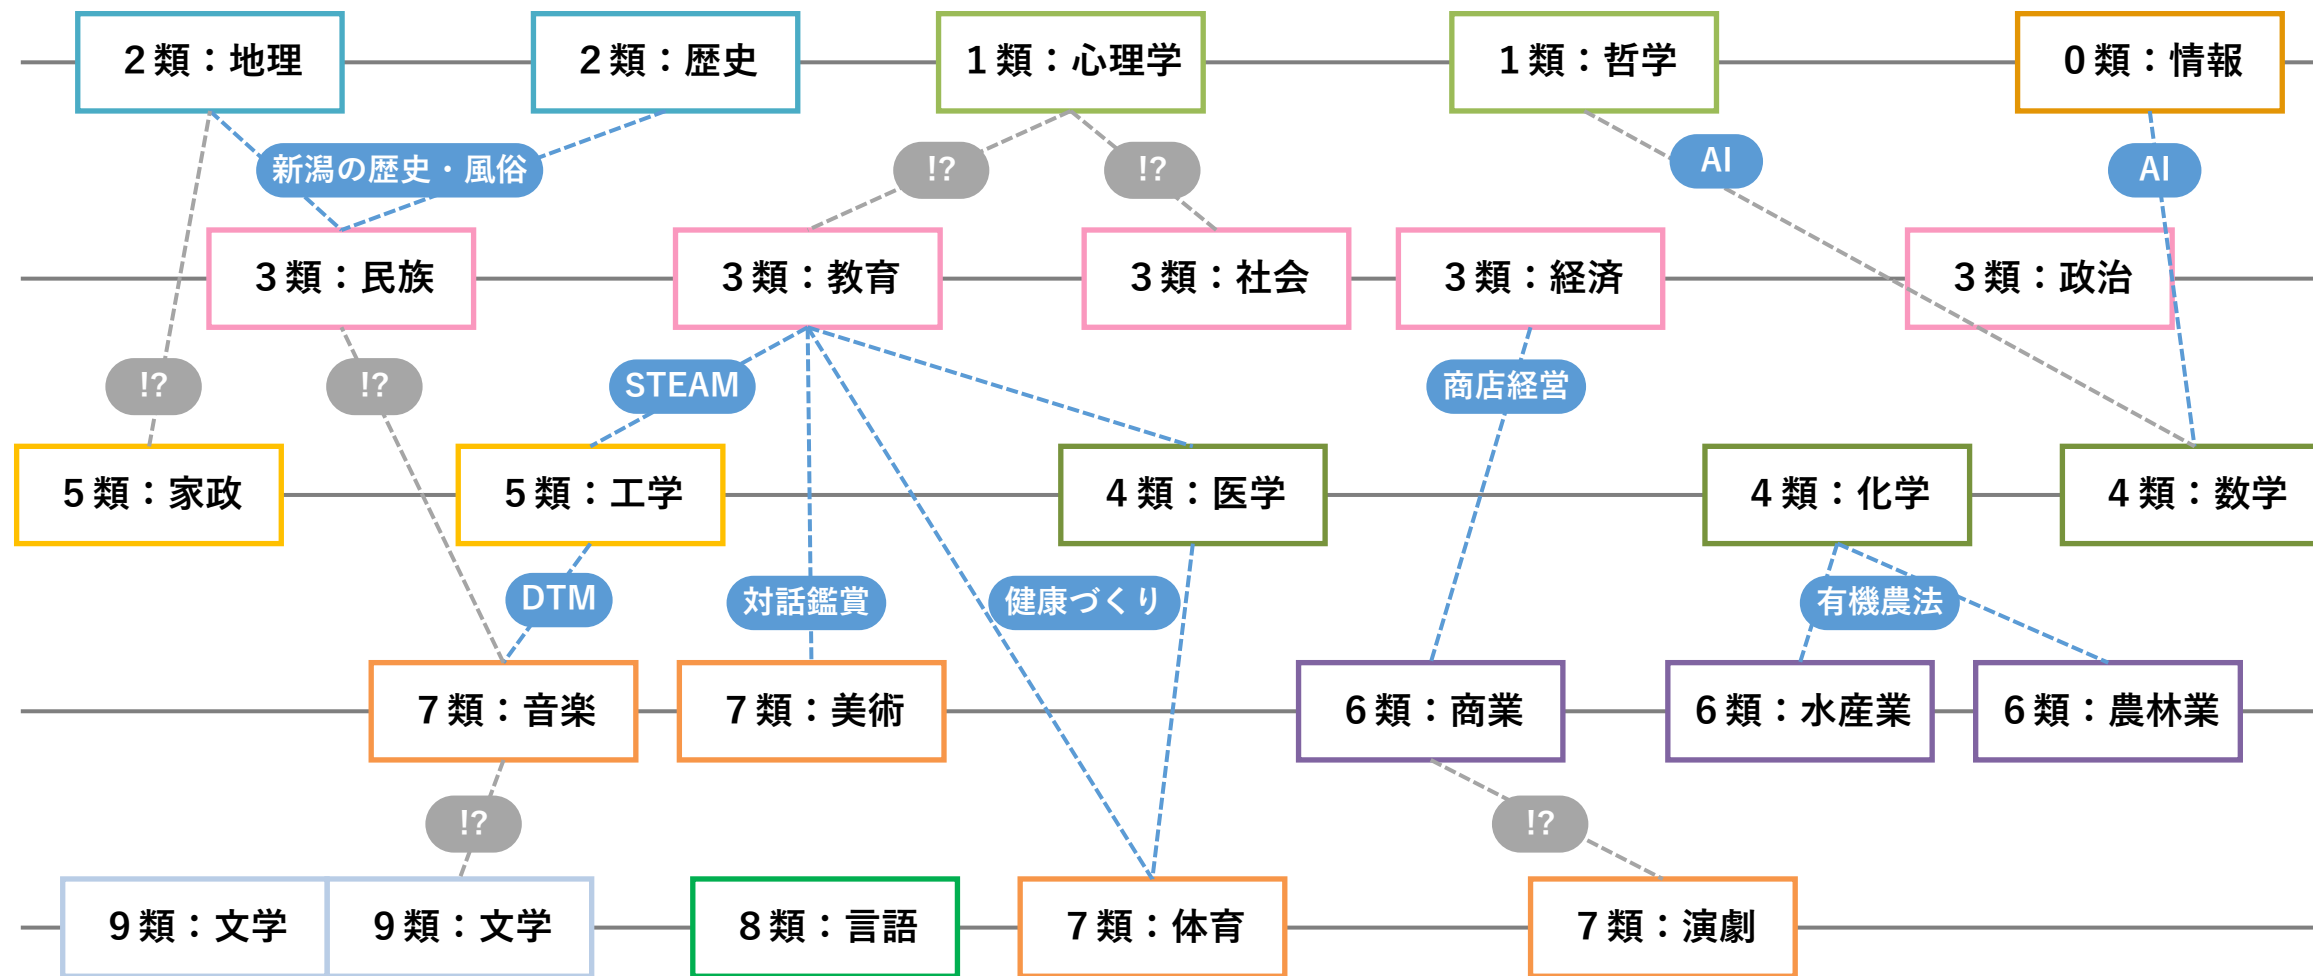 ２類：地理
２類：歴史
１類：心理学
１類：哲学
０類：情報
新潟の歴史・風俗
!?
!?
AI
AI
３類：民族
３類：教育
３類：社会
３類：経済
３類：政治
!?
!?
STEAM
商店経営
５類：家政
５類：工学
４類：医学
４類：化学
４類：数学
DTM
対話鑑賞
健康づくり
有機農法
７類：音楽
７類：美術
６類：商業
６類：水産業
６類：農林業
!?
!?
９類：文学
９類：文学
８類：言語
７類：体育
７類：演劇